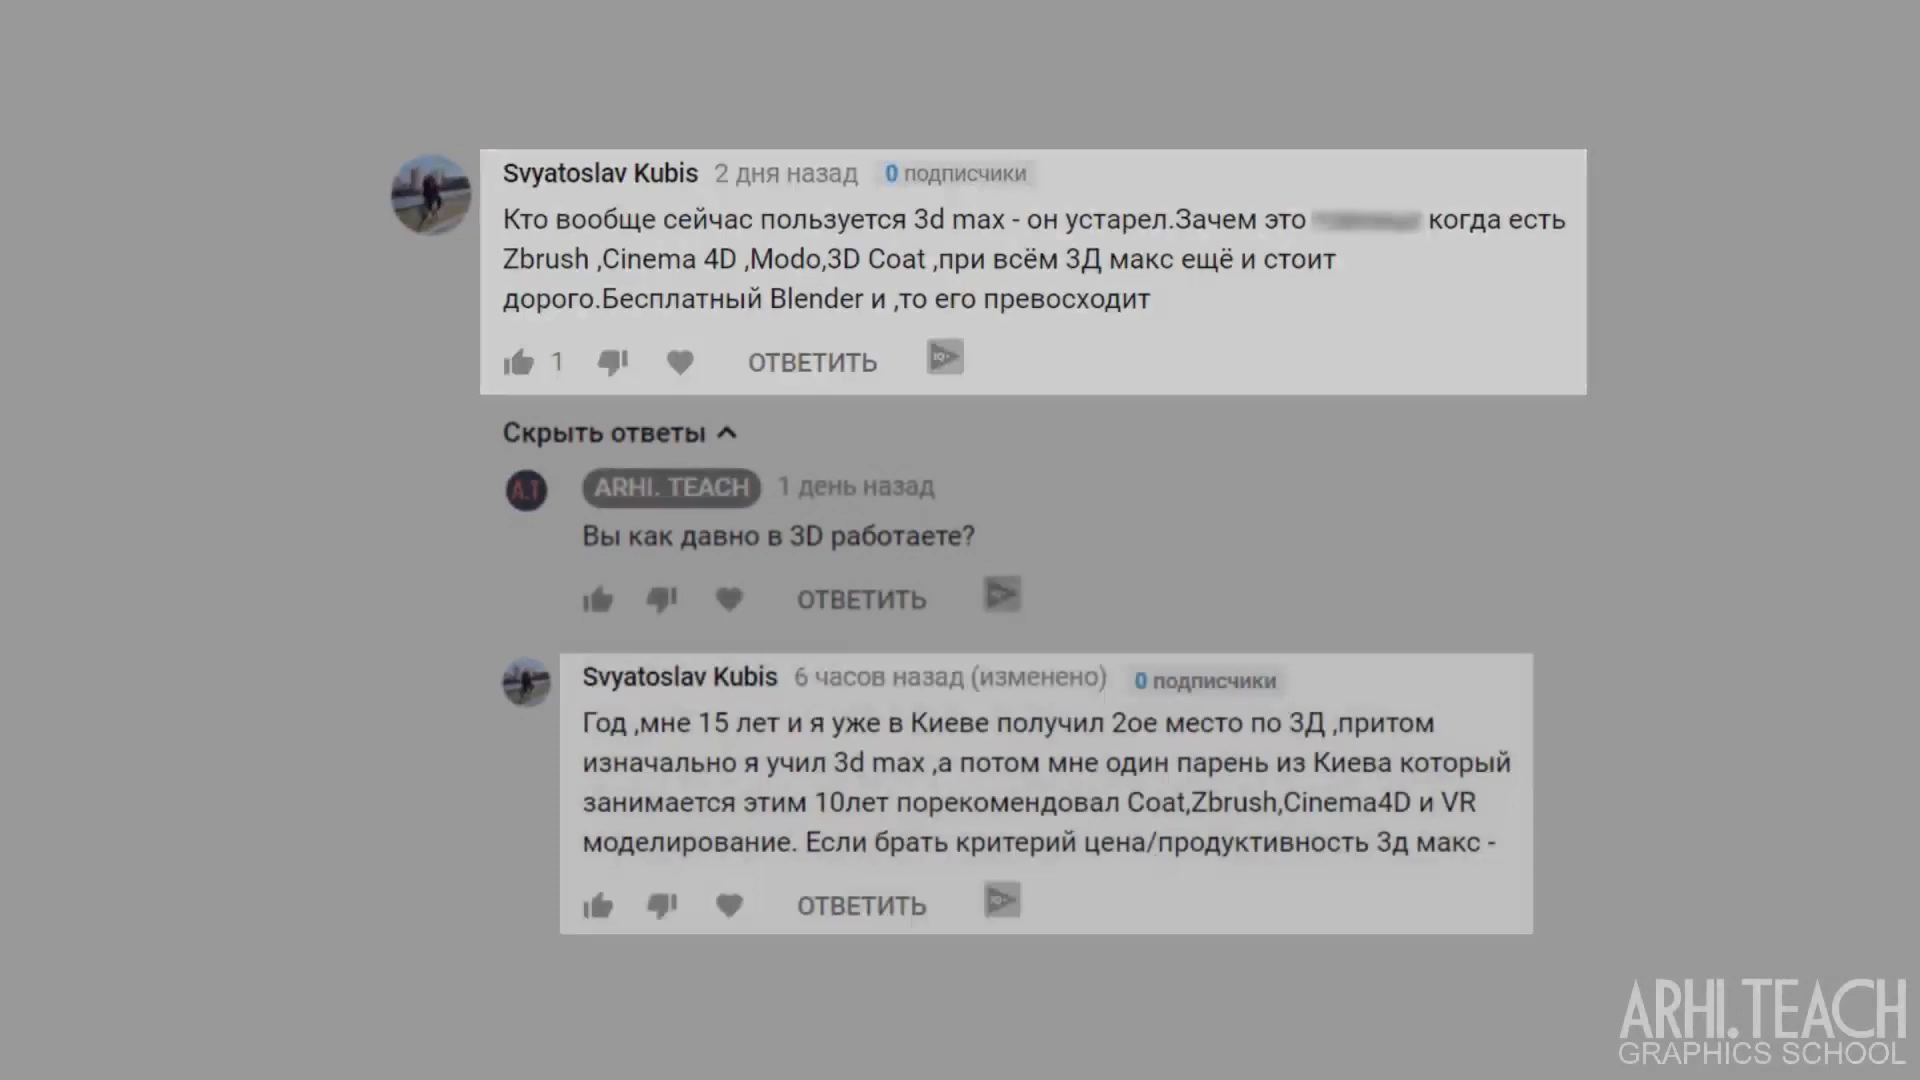 Svyatoslav Kubis 2 дня назад 0 подписчики
Кто вообще сейчас пользуется 3d max - он устарел.Зачем это когда есть
Zbrush ,Cinema 4D ,Modo,3D Coat ,при всём 3Д макс ещё и стоит
дорого.Бесплатный Blender и ,то его превосходит
1 ОТВЕТИТЬ IQ
Скрыть ответы
A.T ARHI. TEACH 1 день назад
Вы как давно в 3D работаете?
ОТВЕТИТЬ
Svyatoslav Kubis 6 часов назад (изменено) 0 подписчики
Год ,мне 15 лет и я уже в Киеве получил 2ое место по 3Д ,притом
изначально я учил 3d max ,а потом мне один парень из Киева который
занимается этим 10лет порекомендовал Coat,Zbrush,Cinema4D и VR
моделирование. Если брать критерий цена/продуктивность 3д макс -
ОТВЕТИТЬ
ARHI.TEACH
GRAPHICS SCHOOL